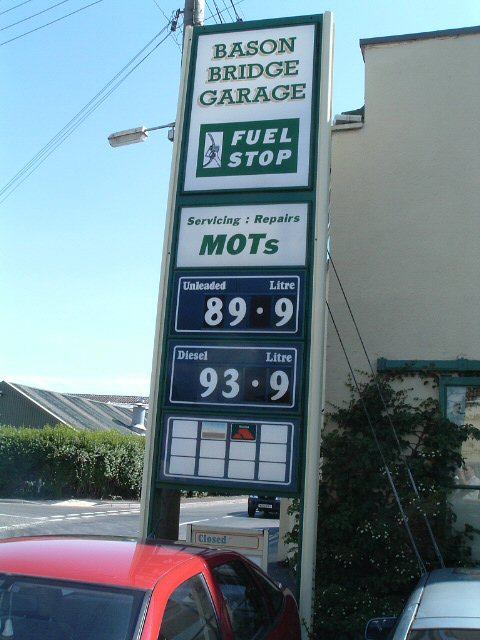 BASON
BRIDGE
GARAGE
FUEL
STOP
Servicing : Repairs
MOTs
Unleaded Litre
89.9
Diesel Litre
93.9
Closed